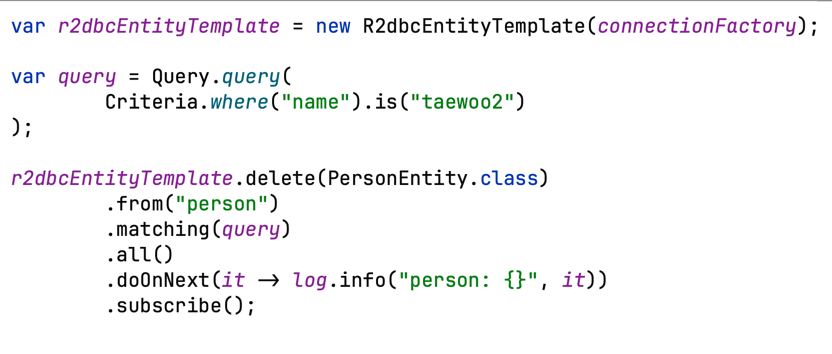 var r2dbcEntityTemplate = new R2dbcEntityTemplate(connectionFactory);
var query = Query.query(
        Criteria.where("name").is("taewoo2")
);
r2dbcEntityTemplate.delete(PersonEntity.class)
        .from("person")
        .matching(query)
        .all()
        .doOnNext(it -> log.info("person: {}", it))
        .subscribe();